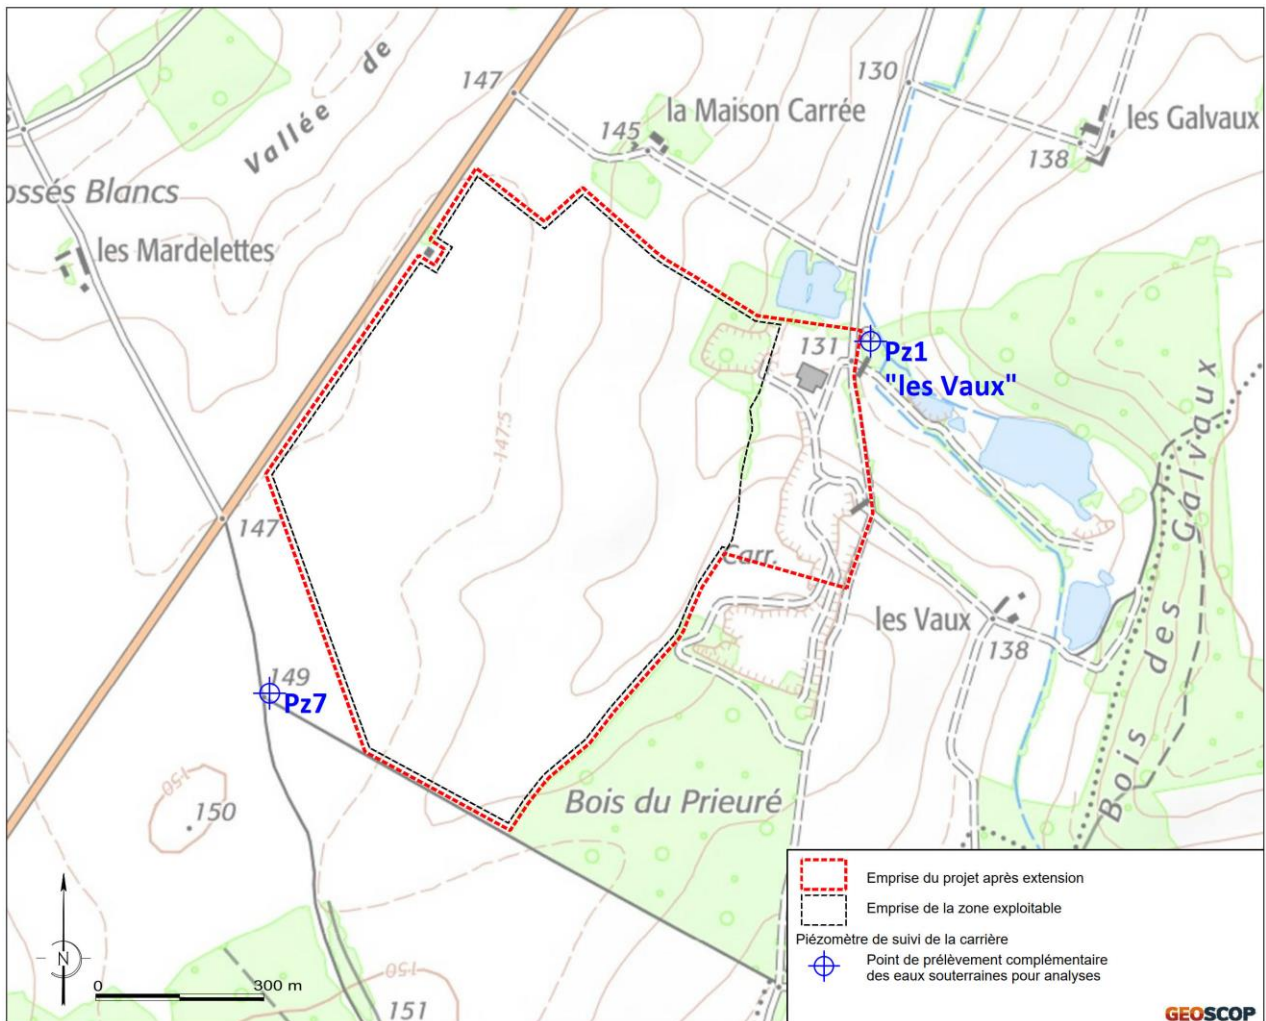 Vallée de
147
130
la Maison Carrée
les Galvaux
145
138
ossés Blancs
les Mardelettes
131
Pz1
"les Vaux"
147.5
147
Carr.
Bois des Galvaux
les Vaux
138
149
Pz7
150
150
Bois du Prieuré
Emprise du projet après extension
Emprise de la zone exploitable
Piézomètre de suivi de la carrière
Point de prélèvement complémentaire
des eaux souterraines pour analyses
N
0 300 m
150
151
GEOSCOP